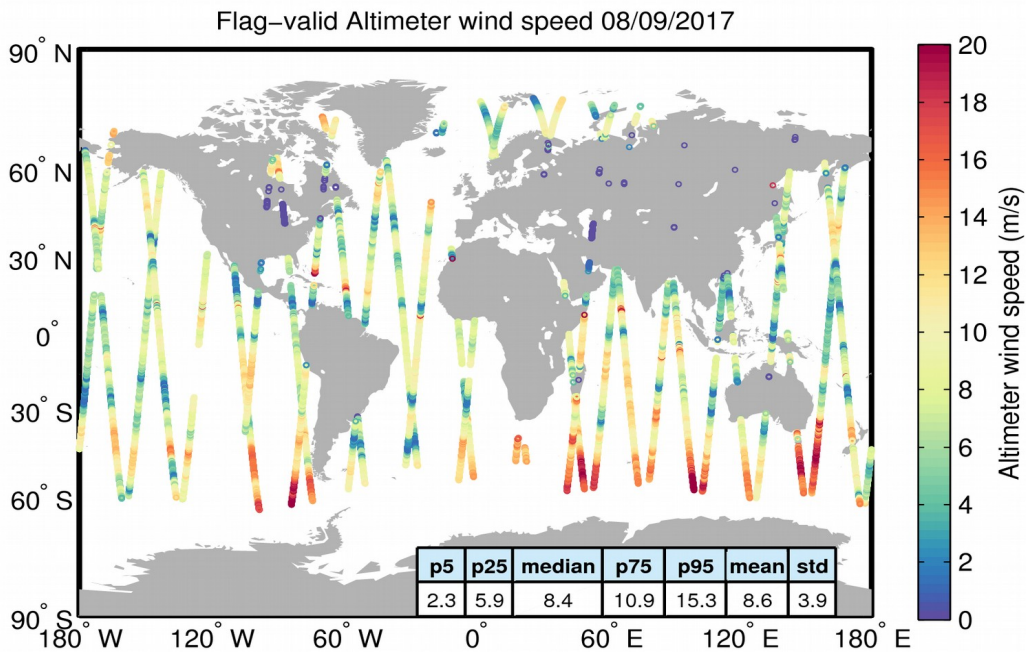 Flag−valid Altimeter wind speed 08/09/2017
90° N
60° N
30° N
0°
30° S
60° S
90° S
180° W
120° W
60° W
0°
60° E
120° E
180° E
p5 p25 median p75 p95 mean std
2.3 5.9 8.4 10.9 15.3 8.6 3.9
20
18
16
14
12
10
8
6
4
2
0
Altimeter wind speed (m/s)